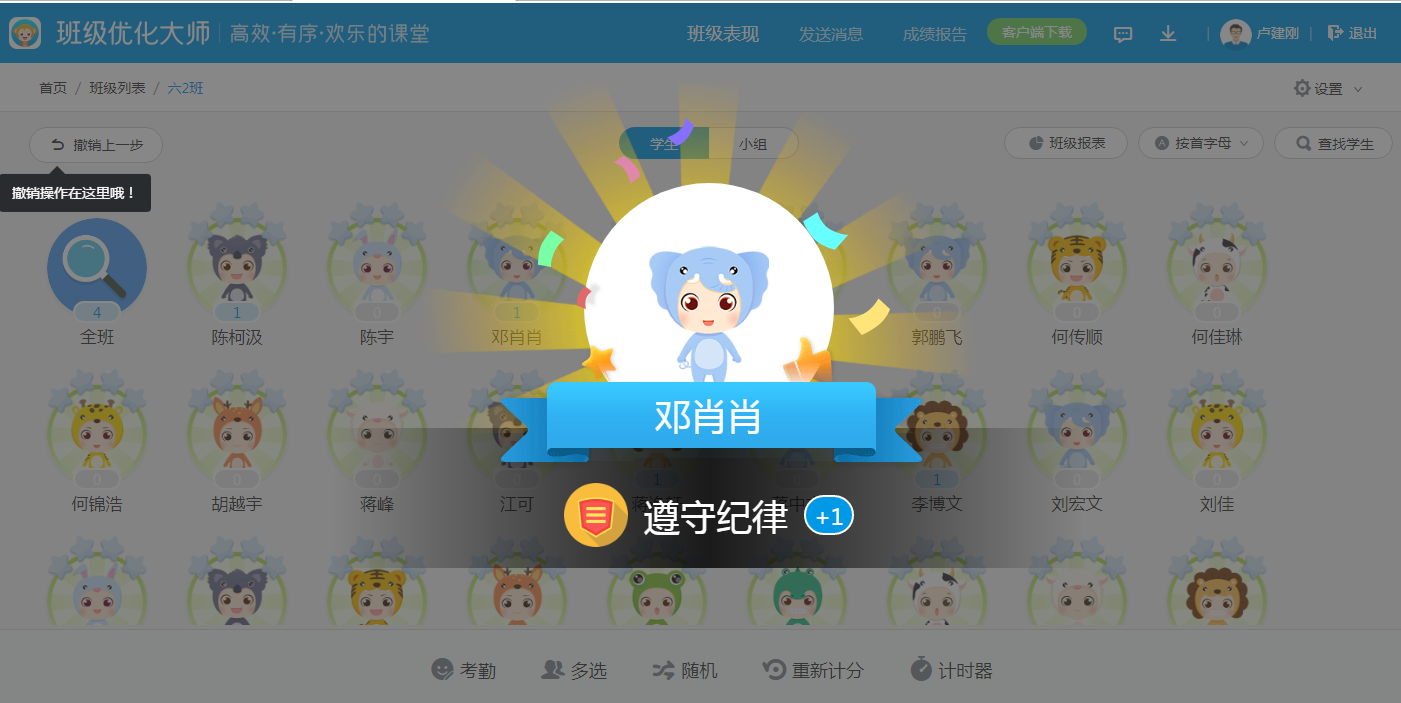 班级优化大师 高效·有序·欢乐的课堂 班级表现 发送消息 成绩报告 客户端下载 卢建刚 退出
首页 / 班级列表 / 六2班 设置
撤销上一步 学生 小组 班级报表 A 按首字母 查找学生
撤销操作在这里哦！
4 1 0 1 0 0 0
全班 陈柯汲 陈宇 邓肖肖 郭鹏飞 何传顺 何佳琳
邓肖肖
0 0 0 0 1 1 0 0
何锦浩 胡越宇 蒋峰 江可 李博文 刘宏文 刘佳
遵守纪律 +1
考勤 多选 随机 重新计分 计时器